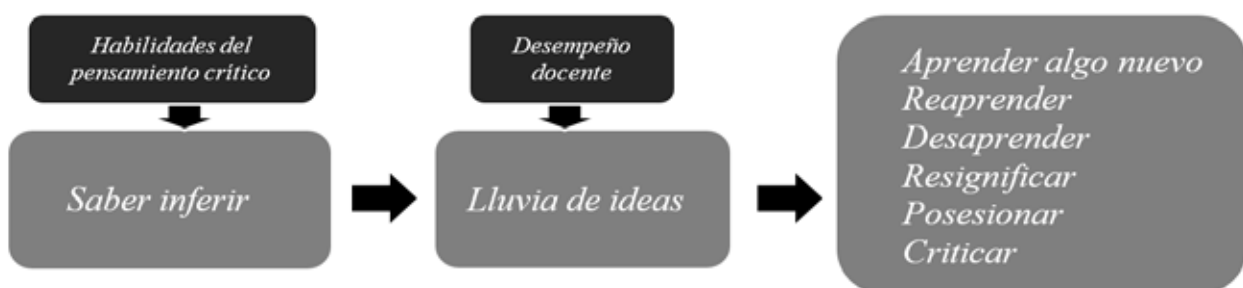 Habilidades del
pensamiento crítico
Saber inferir
Desempeño
docente
Lluvia de ideas
Aprender algo nuevo
Reaprender
Desaprender
Resignificar
Posesionar
Criticar